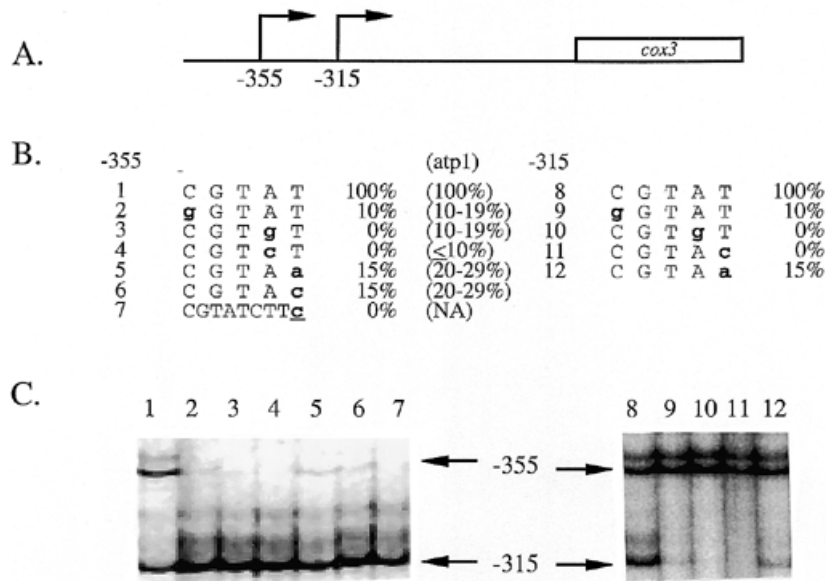 A.
cox3
-355 -315
B.
-355 (atp1) -315
1 C G T A T 100% (100%) 8 C G T A T 100%
2 g G T A T 10% (10-19%) 9 g G T A T 10%
3 C G T g T 0% (10-19%) 10 C G T g T 0%
4 C G T c T 0% (≤10%) 11 C G T A c 0%
5 C G T A a 15% (20-29%) 12 C G T A a 15%
6 C G T A c 15% (20-29%)
7 CGTATCTTc 0% (NA)
C.
1 2 3 4 5 6 7 8 9 10 11 12
-355
-315